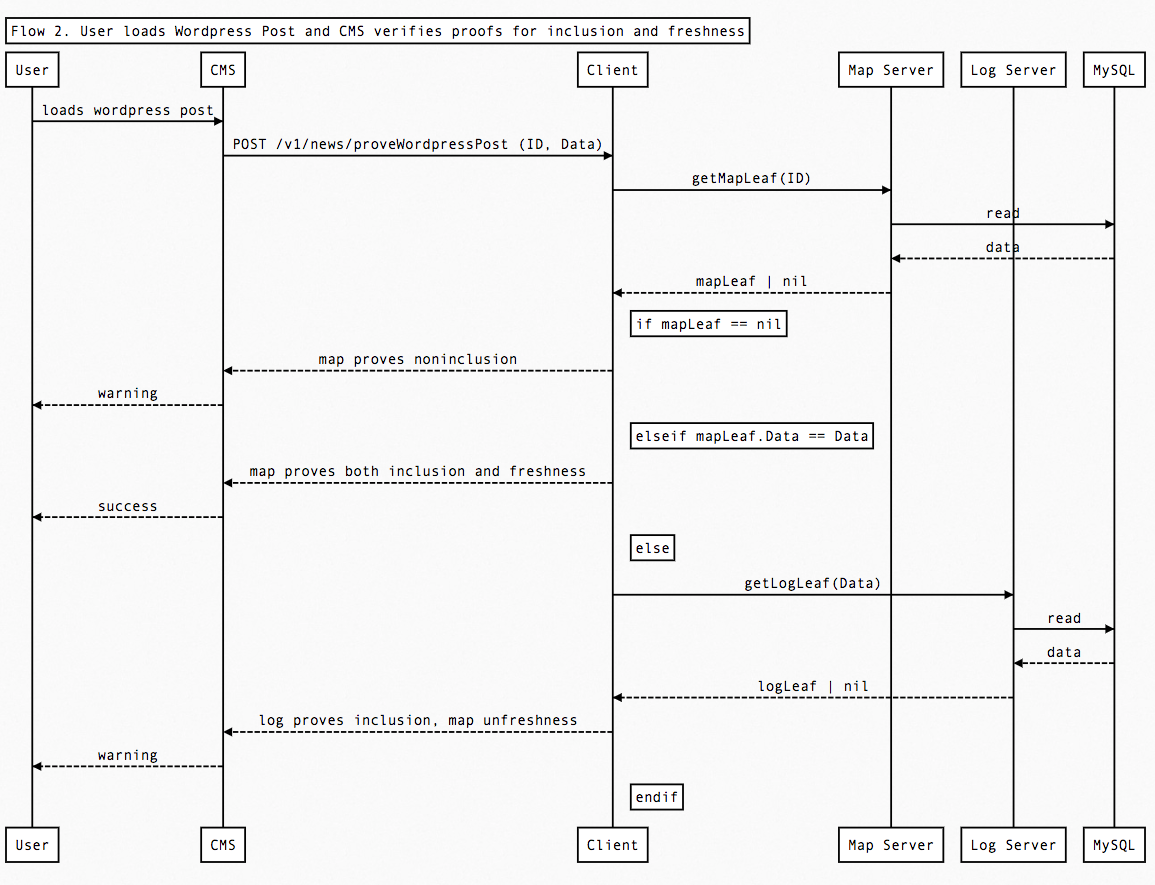 Flow 2. User loads Wordpress Post and CMS verifies proofs for inclusion and freshness
User CMS Client Map Server Log Server MySQL
loads wordpress post
POST /v1/news/proveWordpressPost (ID, Data)
getMapLeaf(ID)
read
data
mapLeaf | nil
if mapLeaf == nil
map proves noninclusion
warning
elseif mapLeaf.Data == Data
map proves both inclusion and freshness
success
else
getLogLeaf(Data)
read
data
logLeaf | nil
log proves inclusion, map unfreshness
warning
endif
User CMS Client Map Server Log Server MySQL